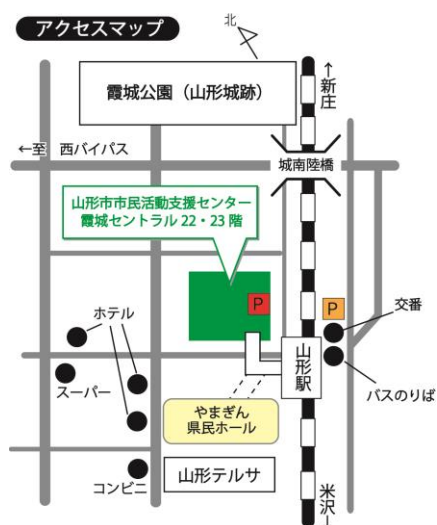 アクセスマップ
北
霞城公園（山形城跡）
↑新庄
←至 西バイパス
城南陸橋
山形市市民活動支援センター
霞城セントラル 22・23 階
P
P
交番
ホテル
山形駅
スーパー
バスのりば
やまぎん
県民ホール
コンビニ
山形テルサ
米沢↓